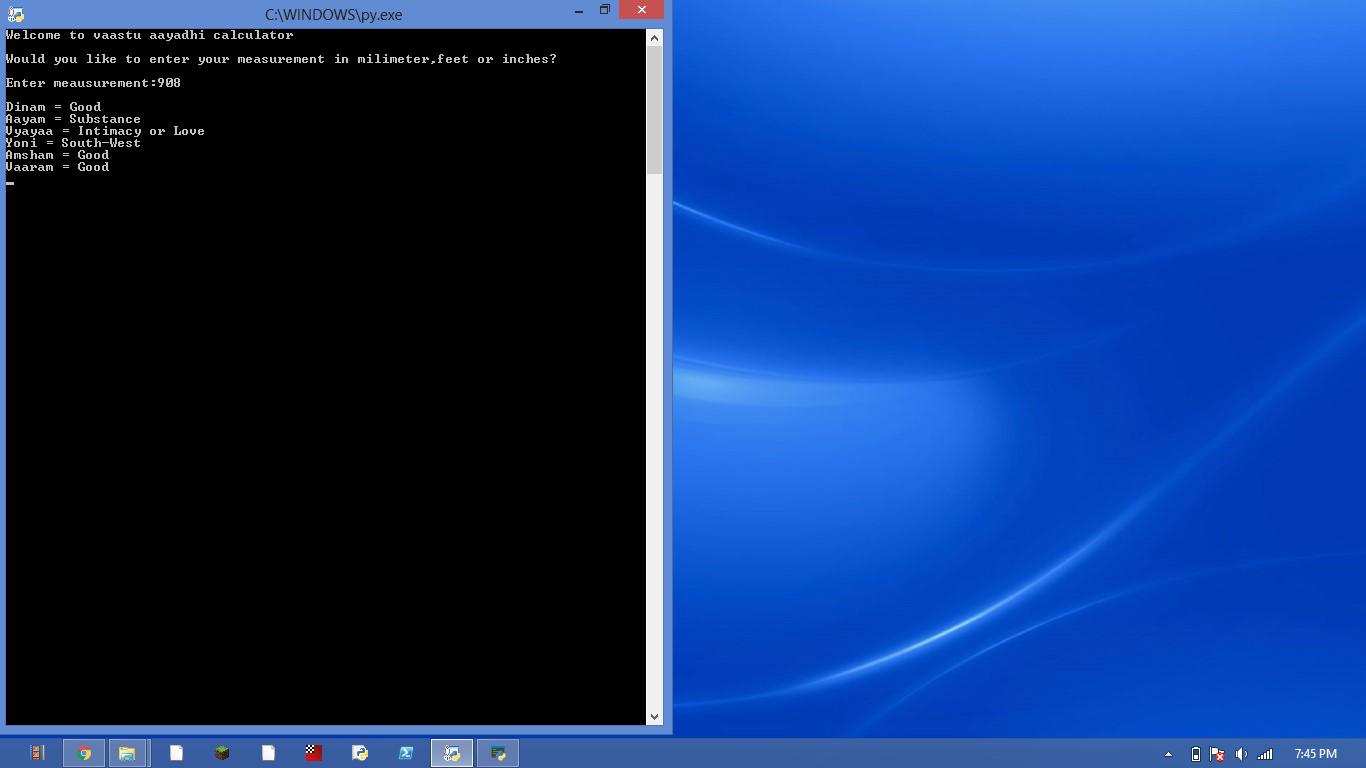 C:\WINDOWS\py.exe
Welcome to vaastu aayadhi calculator
Would you like to enter your measurement in milimeter,feet or inches?
Enter meausurement:908
Dinam = Good
Aayam = Substance
Vyayaa = Intimacy or Love
Yoni = South-West
Amsham = Good
Vaaram = Good
7:45 PM